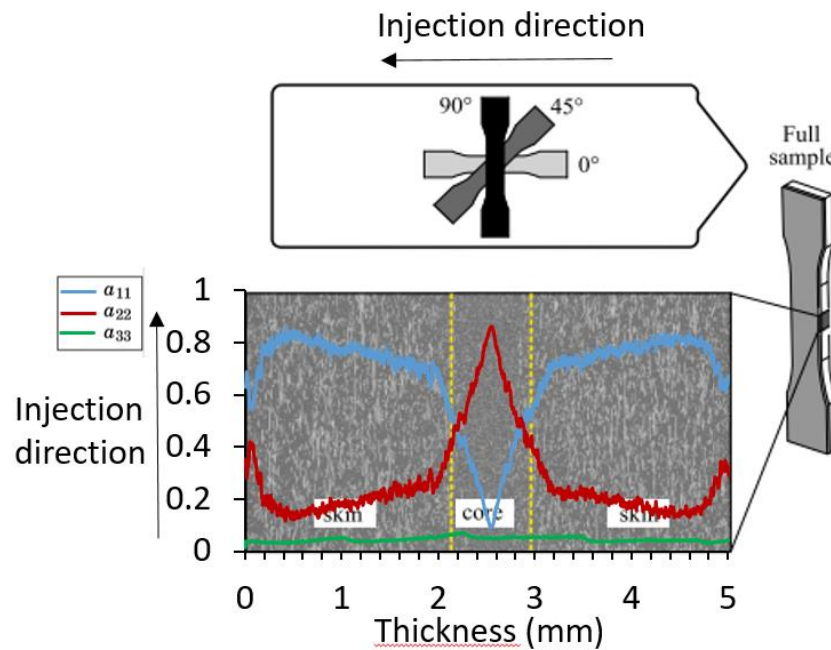 Injection direction
90°
45°
0°
Full
sample
a₁₁
a₂₂
a₃₃
Injection
direction
1
0.8
0.6
0.4
0.2
0
skin
core
skin
0
1
2
3
4
5
Thickness (mm)